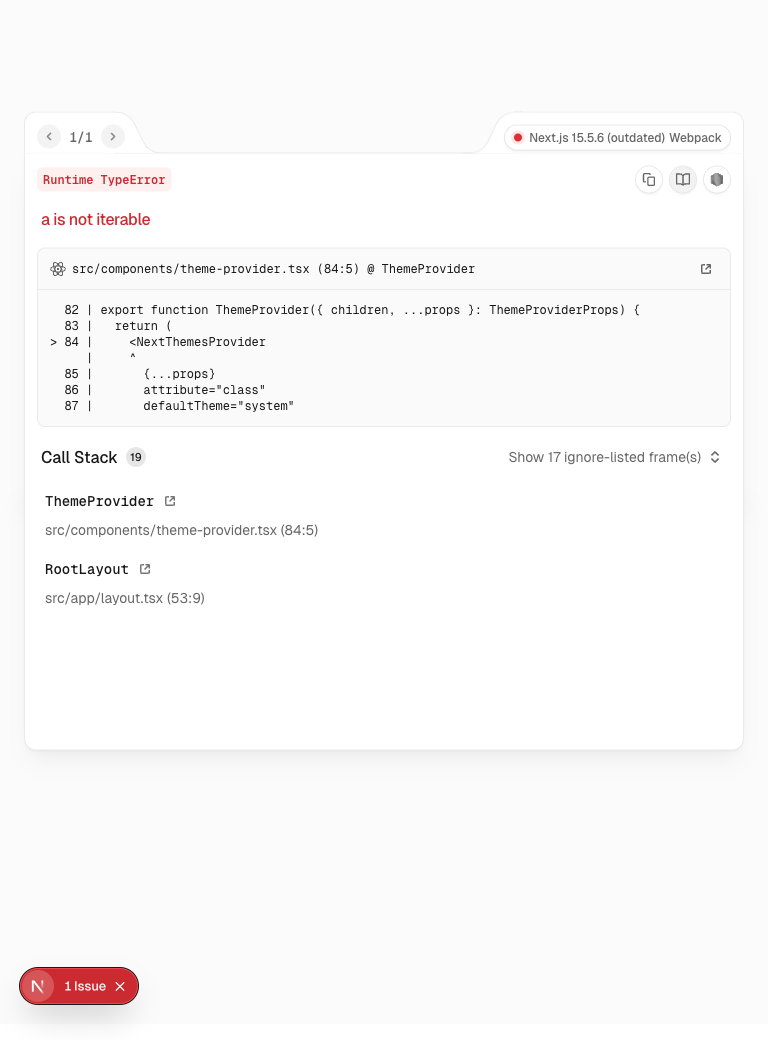 1/1
Next.js 15.5.6 (outdated) Webpack
Runtime TypeError
a is not iterable
src/components/theme-provider.tsx (84:5) @ ThemeProvider
82 | export function ThemeProvider({ children, ...props }: ThemeProviderProps) {
83 |   return (
> 84 |     <NextThemesProvider
|     ^
85 |       {...props}
86 |       attribute="class"
87 |       defaultTheme="system"
Call Stack 19
Show 17 ignore-listed frame(s)
ThemeProvider
src/components/theme-provider.tsx (84:5)
RootLayout
src/app/layout.tsx (53:9)
N 1 Issue